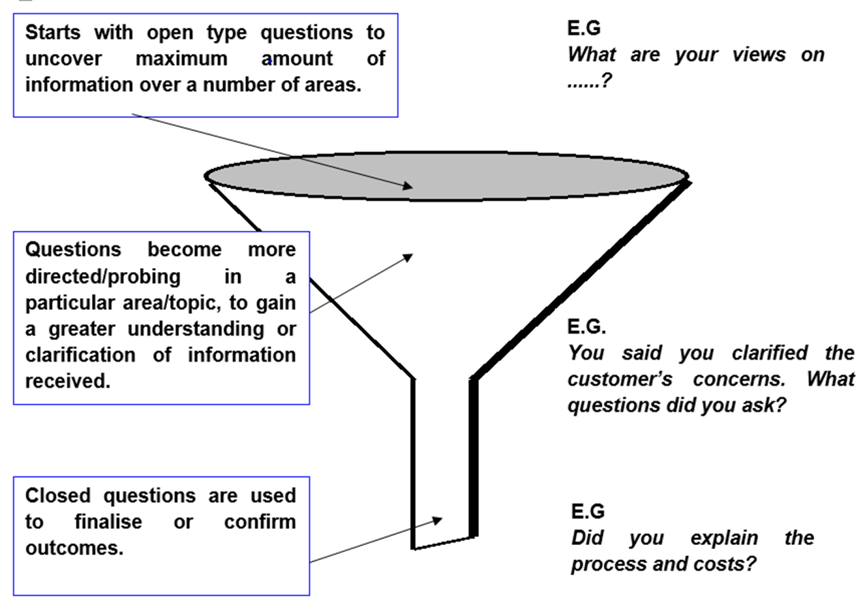 Starts with open type questions to
uncover maximum amount of
information over a number of areas.
E.G
What are your views on
......?
Questions become more
directed/probing in a
particular area/topic, to gain
a greater understanding or
clarification of information
received.
E.G.
You said you clarified the
customer's concerns. What
questions did you ask?
Closed questions are used
to finalise or confirm
outcomes.
E.G
Did you explain the
process and costs?